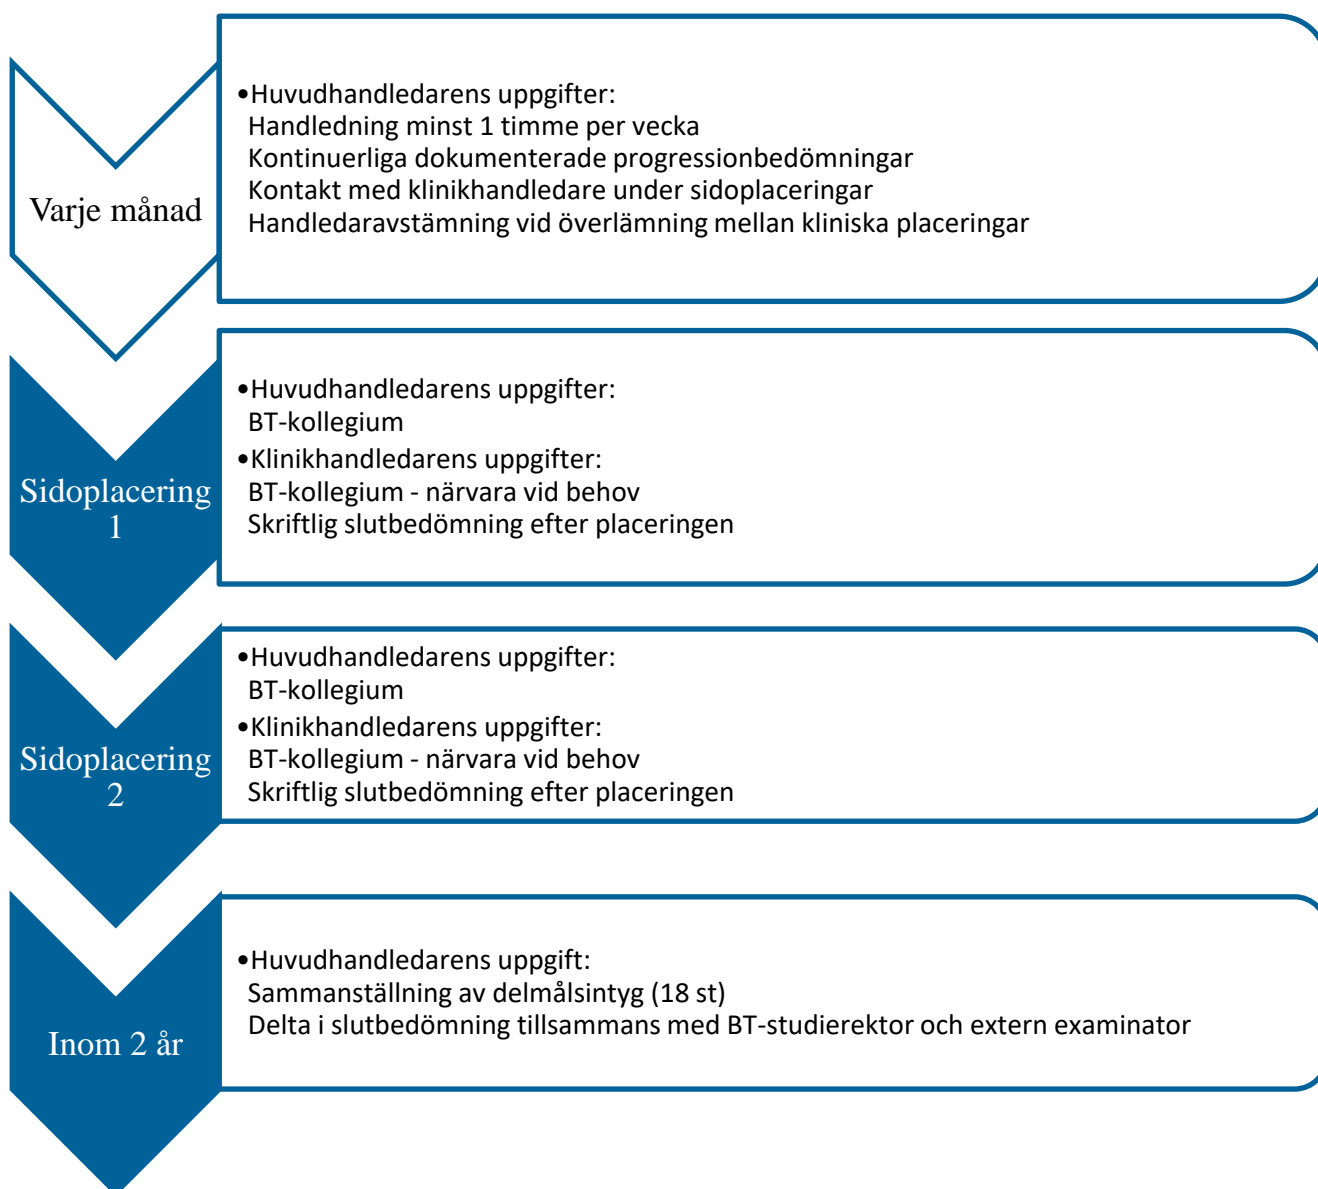 Varje månad
•Huvudhandledarens uppgifter:
Handledning minst 1 timme per vecka
Kontinuerliga dokumenterade progressionbedömningar
Kontakt med klinikhandledare under sidoplaceringar
Handledaravstämning vid överlämning mellan kliniska placeringar
Sidoplacering
1
•Huvudhandledarens uppgifter:
BT-kollegium
•Klinikhandledarens uppgifter:
BT-kollegium - närvara vid behov
Skriftlig slutbedömning efter placeringen
Sidoplacering
2
•Huvudhandledarens uppgifter:
BT-kollegium
•Klinikhandledarens uppgifter:
BT-kollegium - närvara vid behov
Skriftlig slutbedömning efter placeringen
Inom 2 år
•Huvudhandledarens uppgift:
Sammanställning av delmålsintyg (18 st)
Delta i slutbedömning tillsammans med BT-studierektor och extern examinator